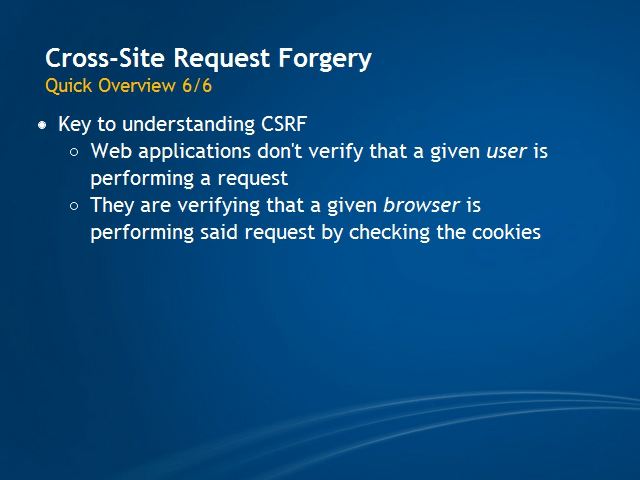 Cross-Site Request Forgery
Quick Overview 6/6
Key to understanding CSRF
Web applications don't verify that a given user is
performing a request
They are verifying that a given browser is
performing said request by checking the cookies